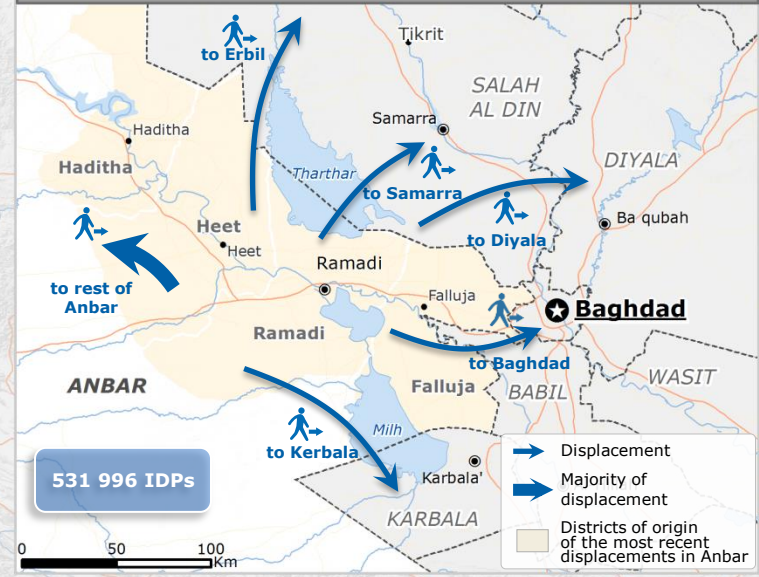 to Erbil
Tikrit
SALAH
AL DIN
Samarra
Haditha
Haditha
DIYALA
Tharthar
to Samarra
Heet
Heet
Ba qubah
to Diyala
to rest of
Anbar
Ramadi
Falluja
Baghdad
Ramadi
to Baghdad
ANBAR
Falluja
BABIL
WASIT
Milh
to Kerbala
Karbala'
KARBALA
531 996 IDPs
Displacement
Majority of
displacement
Districts of origin
of the most recent
displacements in Anbar
0 50 100
Km